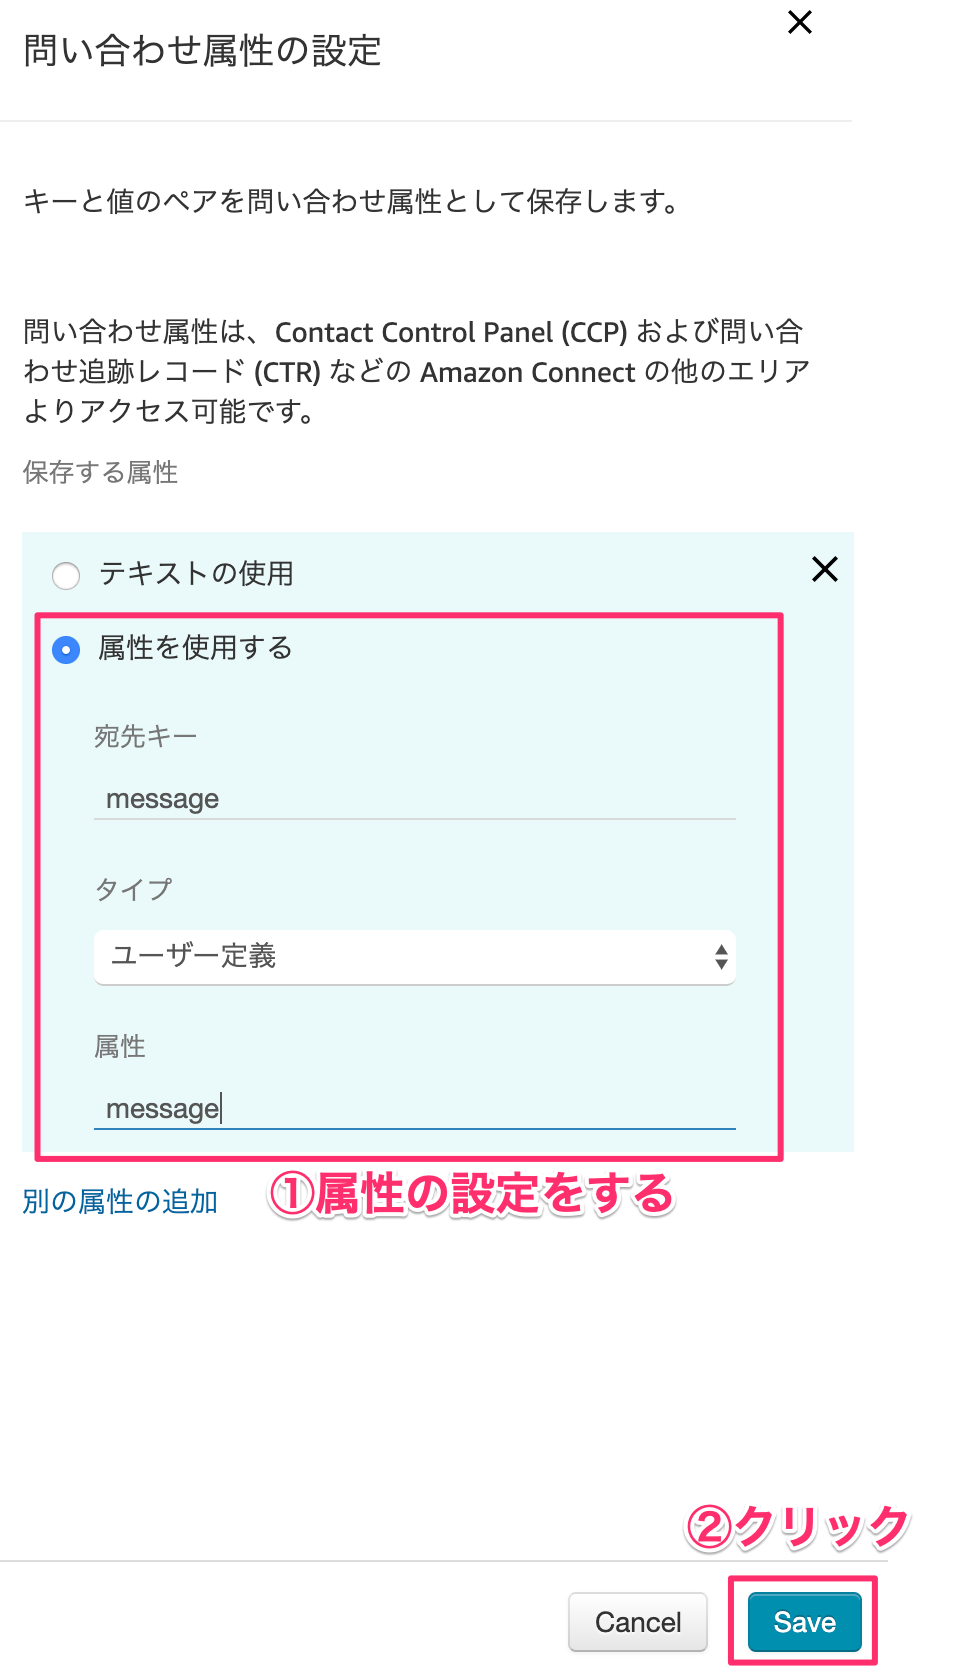 問い合わせ属性の設定
キーと値のペアを問い合わせ属性として保存します。
問い合わせ属性は、Contact Control Panel (CCP) および問い合
わせ追跡レコード (CTR) などの Amazon Connect の他のエリア
よりアクセス可能です。
保存する属性
テキストの使用
属性を使用する
宛先キー
message
タイプ
ユーザー定義
属性
message
別の属性の追加
①属性の設定をする
②クリック
Cancel
Save